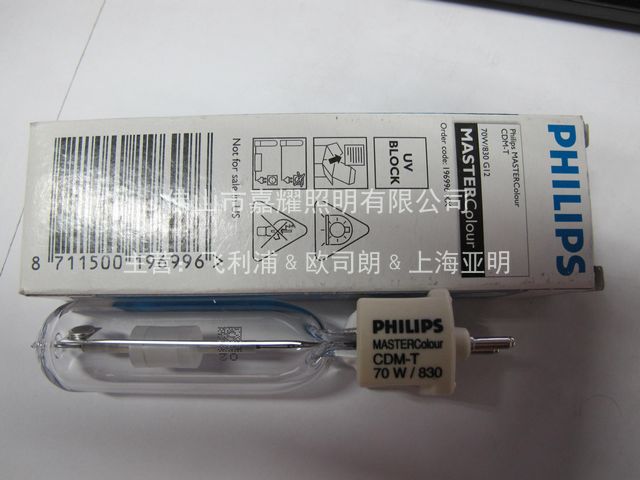 PHILIPS
Philips MASTERColour
CDM-T
70W/830 G12
MASTERColour
UV
BLOCK
Not for sale in US
8 711500 196996 >
佛山市嘉耀照明有限公司
主营：飞利浦 & 欧司朗 & 上海亚明
PHILIPS
MASTERColour
CDM-T
70 W / 830